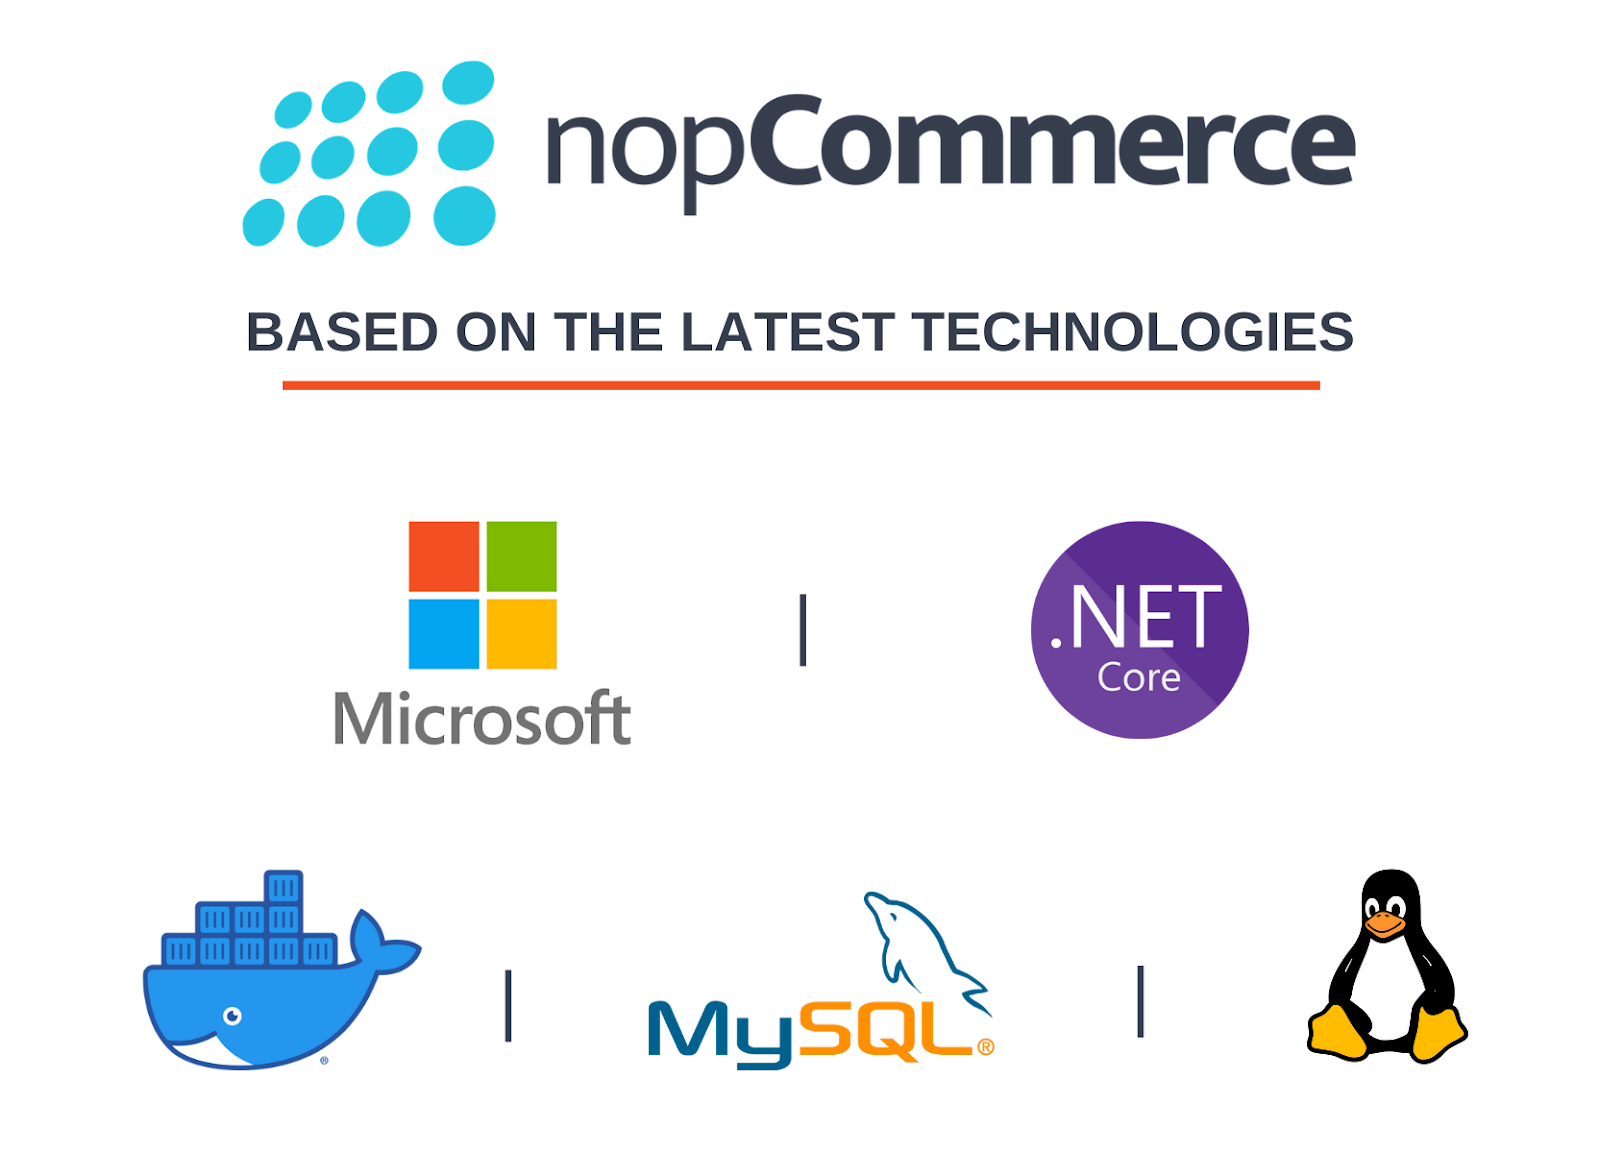 nopCommerce
BASED ON THE LATEST TECHNOLOGIES
Microsoft
.NET
Core
®
MySQL®